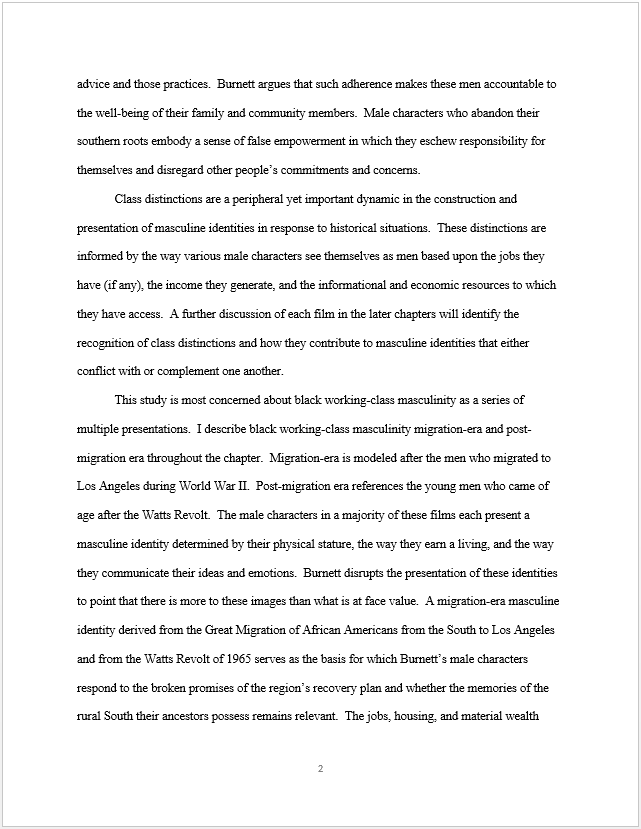 advice and those practices.  Burnett argues that such adherence makes these men accountable to
the well-being of their family and community members.  Male characters who abandon their
southern roots embody a sense of false empowerment in which they eschew responsibility for
themselves and disregard other people’s commitments and concerns.
Class distinctions are a peripheral yet important dynamic in the construction and
presentation of masculine identities in response to historical situations.  These distinctions are
informed by the way various male characters see themselves as men based upon the jobs they
have (if any), the income they generate, and the informational and economic resources to which
they have access.  A further discussion of each film in the later chapters will identify the
recognition of class distinctions and how they contribute to masculine identities that either
conflict with or complement one another.
This study is most concerned about black working-class masculinity as a series of
multiple presentations.  I describe black working-class masculinity migration-era and post-
migration era throughout the chapter.  Migration-era is modeled after the men who migrated to
Los Angeles during World War II.  Post-migration era references the young men who came of
age after the Watts Revolt.  The male characters in a majority of these films each present a
masculine identity determined by their physical stature, the way they earn a living, and the way
they communicate their ideas and emotions.  Burnett disrupts the presentation of these identities
to point that there is more to these images than what is at face value.  A migration-era masculine
identity derived from the Great Migration of African Americans from the South to Los Angeles
and from the Watts Revolt of 1965 serves as the basis for which Burnett’s male characters
respond to the broken promises of the region’s recovery plan and whether the memories of the
rural South their ancestors possess remains relevant.  The jobs, housing, and material wealth
2